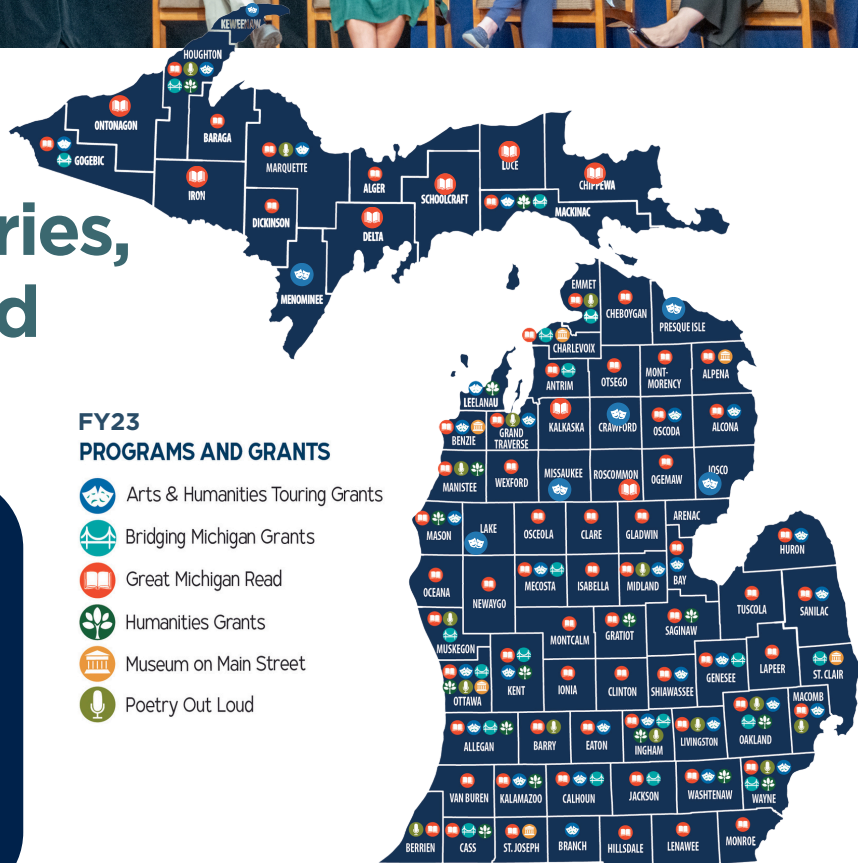 KEWEENAW
HOUGHTON
ONTONAGON
BARAGA
GOGEBIC
MARQUETTE
IRON
ALGER
LUCE
CHIPPEWA
SCHOOLCRAFT
DICKINSON
MACKINAC
DELTA
MENOMINEE
ries,
d
EMMET
CHEBOYGAN
PRESQUE ISLE
CHARLEVOIX
ANTRIM
OTSEGO
MONT-
MORENCY
ALPENA
LEELANAU
BENZIE
GRAND
TRAVERSE
KALKASKA
CRAWFORD
OSCODA
ALCONA
MANISTEE
WEXFORD
MISSAUKEE
ROSCOMMON
OGEMAW
IOSCO
FY23
PROGRAMS AND GRANTS
Arts & Humanities Touring Grants
Bridging Michigan Grants
Great Michigan Read
Humanities Grants
Museum on Main Street
Poetry Out Loud
MASON
LAKE
OSCEOLA
CLARE
GLADWIN
ARENAC
HURON
OCEANA
NEWAYGO
MECOSTA
ISABELLA
MIDLAND
BAY
TUSCOLA
SANILAC
MUSKEGON
MONTCALM
GRATIOT
SAGINAW
OTTAWA
KENT
IONIA
CLINTON
SHIAWASSEE
GENESEE
LAPEER
ST. CLAIR
MACOMB
ALLEGAN
BARRY
EATON
INGHAM
LIVINGSTON
OAKLAND
VAN BUREN
KALAMAZOO
CALHOUN
JACKSON
WASHTENAW
WAYNE
BERRIEN
CASS
ST. JOSEPH
BRANCH
HILLSDALE
LENAWEE
MONROE